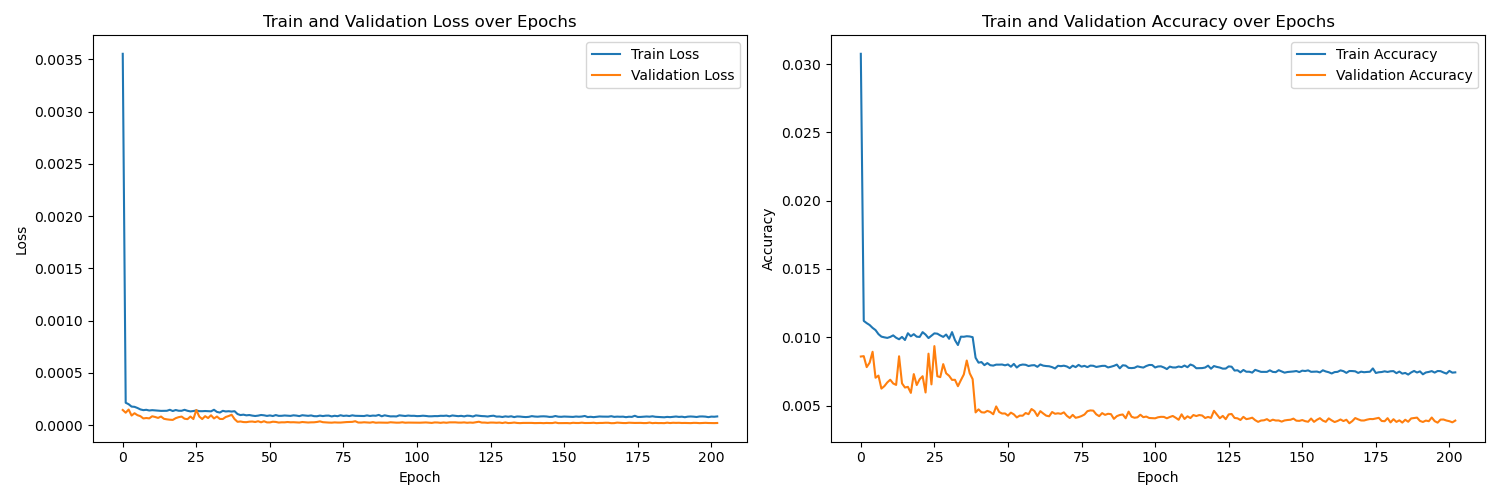 Train and Validation Loss over Epochs
Train Loss
Validation Loss
0.0035
0.0030
0.0025
0.0020
0.0015
0.0010
0.0005
0.0000
Loss
0 25 50 75 100 125 150 175 200
Epoch
Train and Validation Accuracy over Epochs
Train Accuracy
Validation Accuracy
0.030
0.025
0.020
0.015
0.010
0.005
Accuracy
0 25 50 75 100 125 150 175 200
Epoch